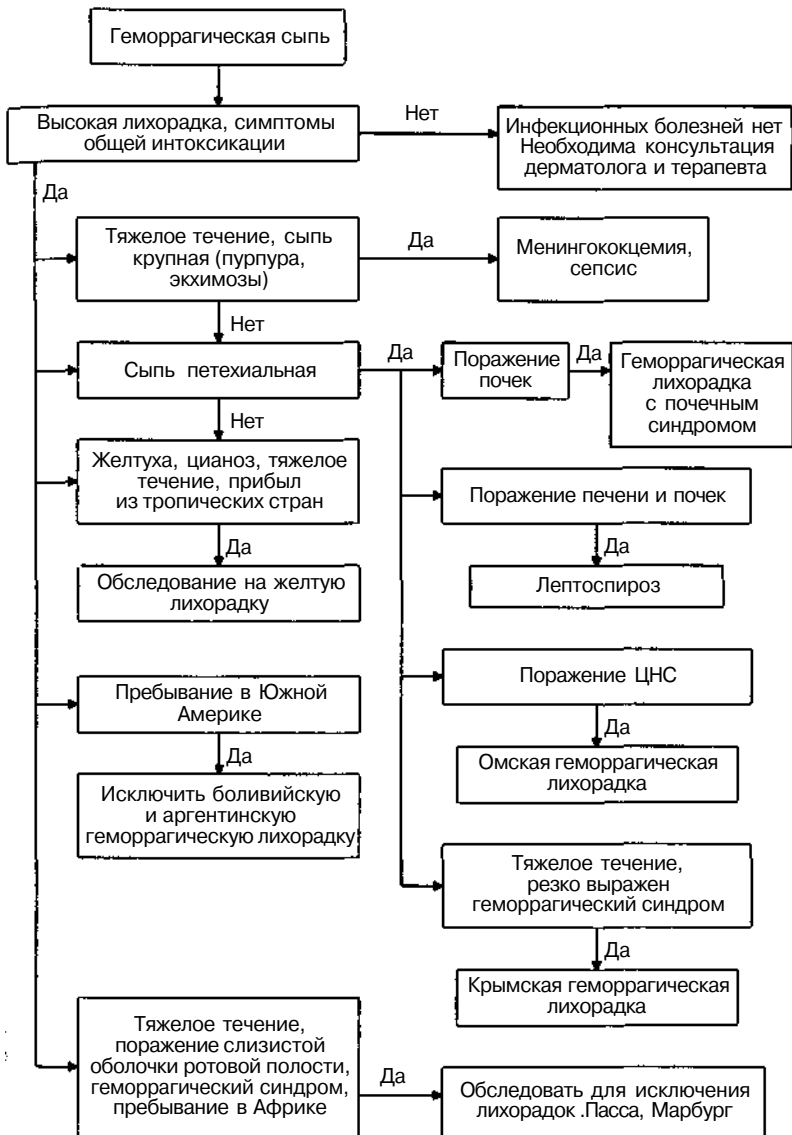 Геморрагическая сыпь
Высокая лихорадка, симптомы
общей интоксикации
Нет
Инфекционных болезней нет
Необходима консультация
дерматолога и терапевта
Да
Тяжелое течение, сыпь
крупная (пурпура,
экхимозы)
Да
Менингококцемия,
сепсис
Нет
Сыпь петехиальная
Да
Поражение
почек
Да
Геморрагическая
лихорадка
с почечным
синдромом
Нет
Желтуха, цианоз, тяжелое
течение, прибыл
из тропических стран
Да
Обследование на желтую
лихорадку
Поражение печени и почек
Да
Лептоспироз
Поражение ЦНС
Да
Омская геморрагическая
лихорадка
Пребывание в Южной
Америке
Да
Исключить боливийскую
и аргентинскую
геморрагическую лихорадку
Тяжелое течение,
резко выражен
геморрагический синдром
Да
Крымская геморрагическая
лихорадка
Тяжелое течение,
поражение слизистой
оболочки ротовой полости,
геморрагический синдром,
пребывание в Африке
Да
Обследовать для исключения
лихорадок .Пасса, Марбург